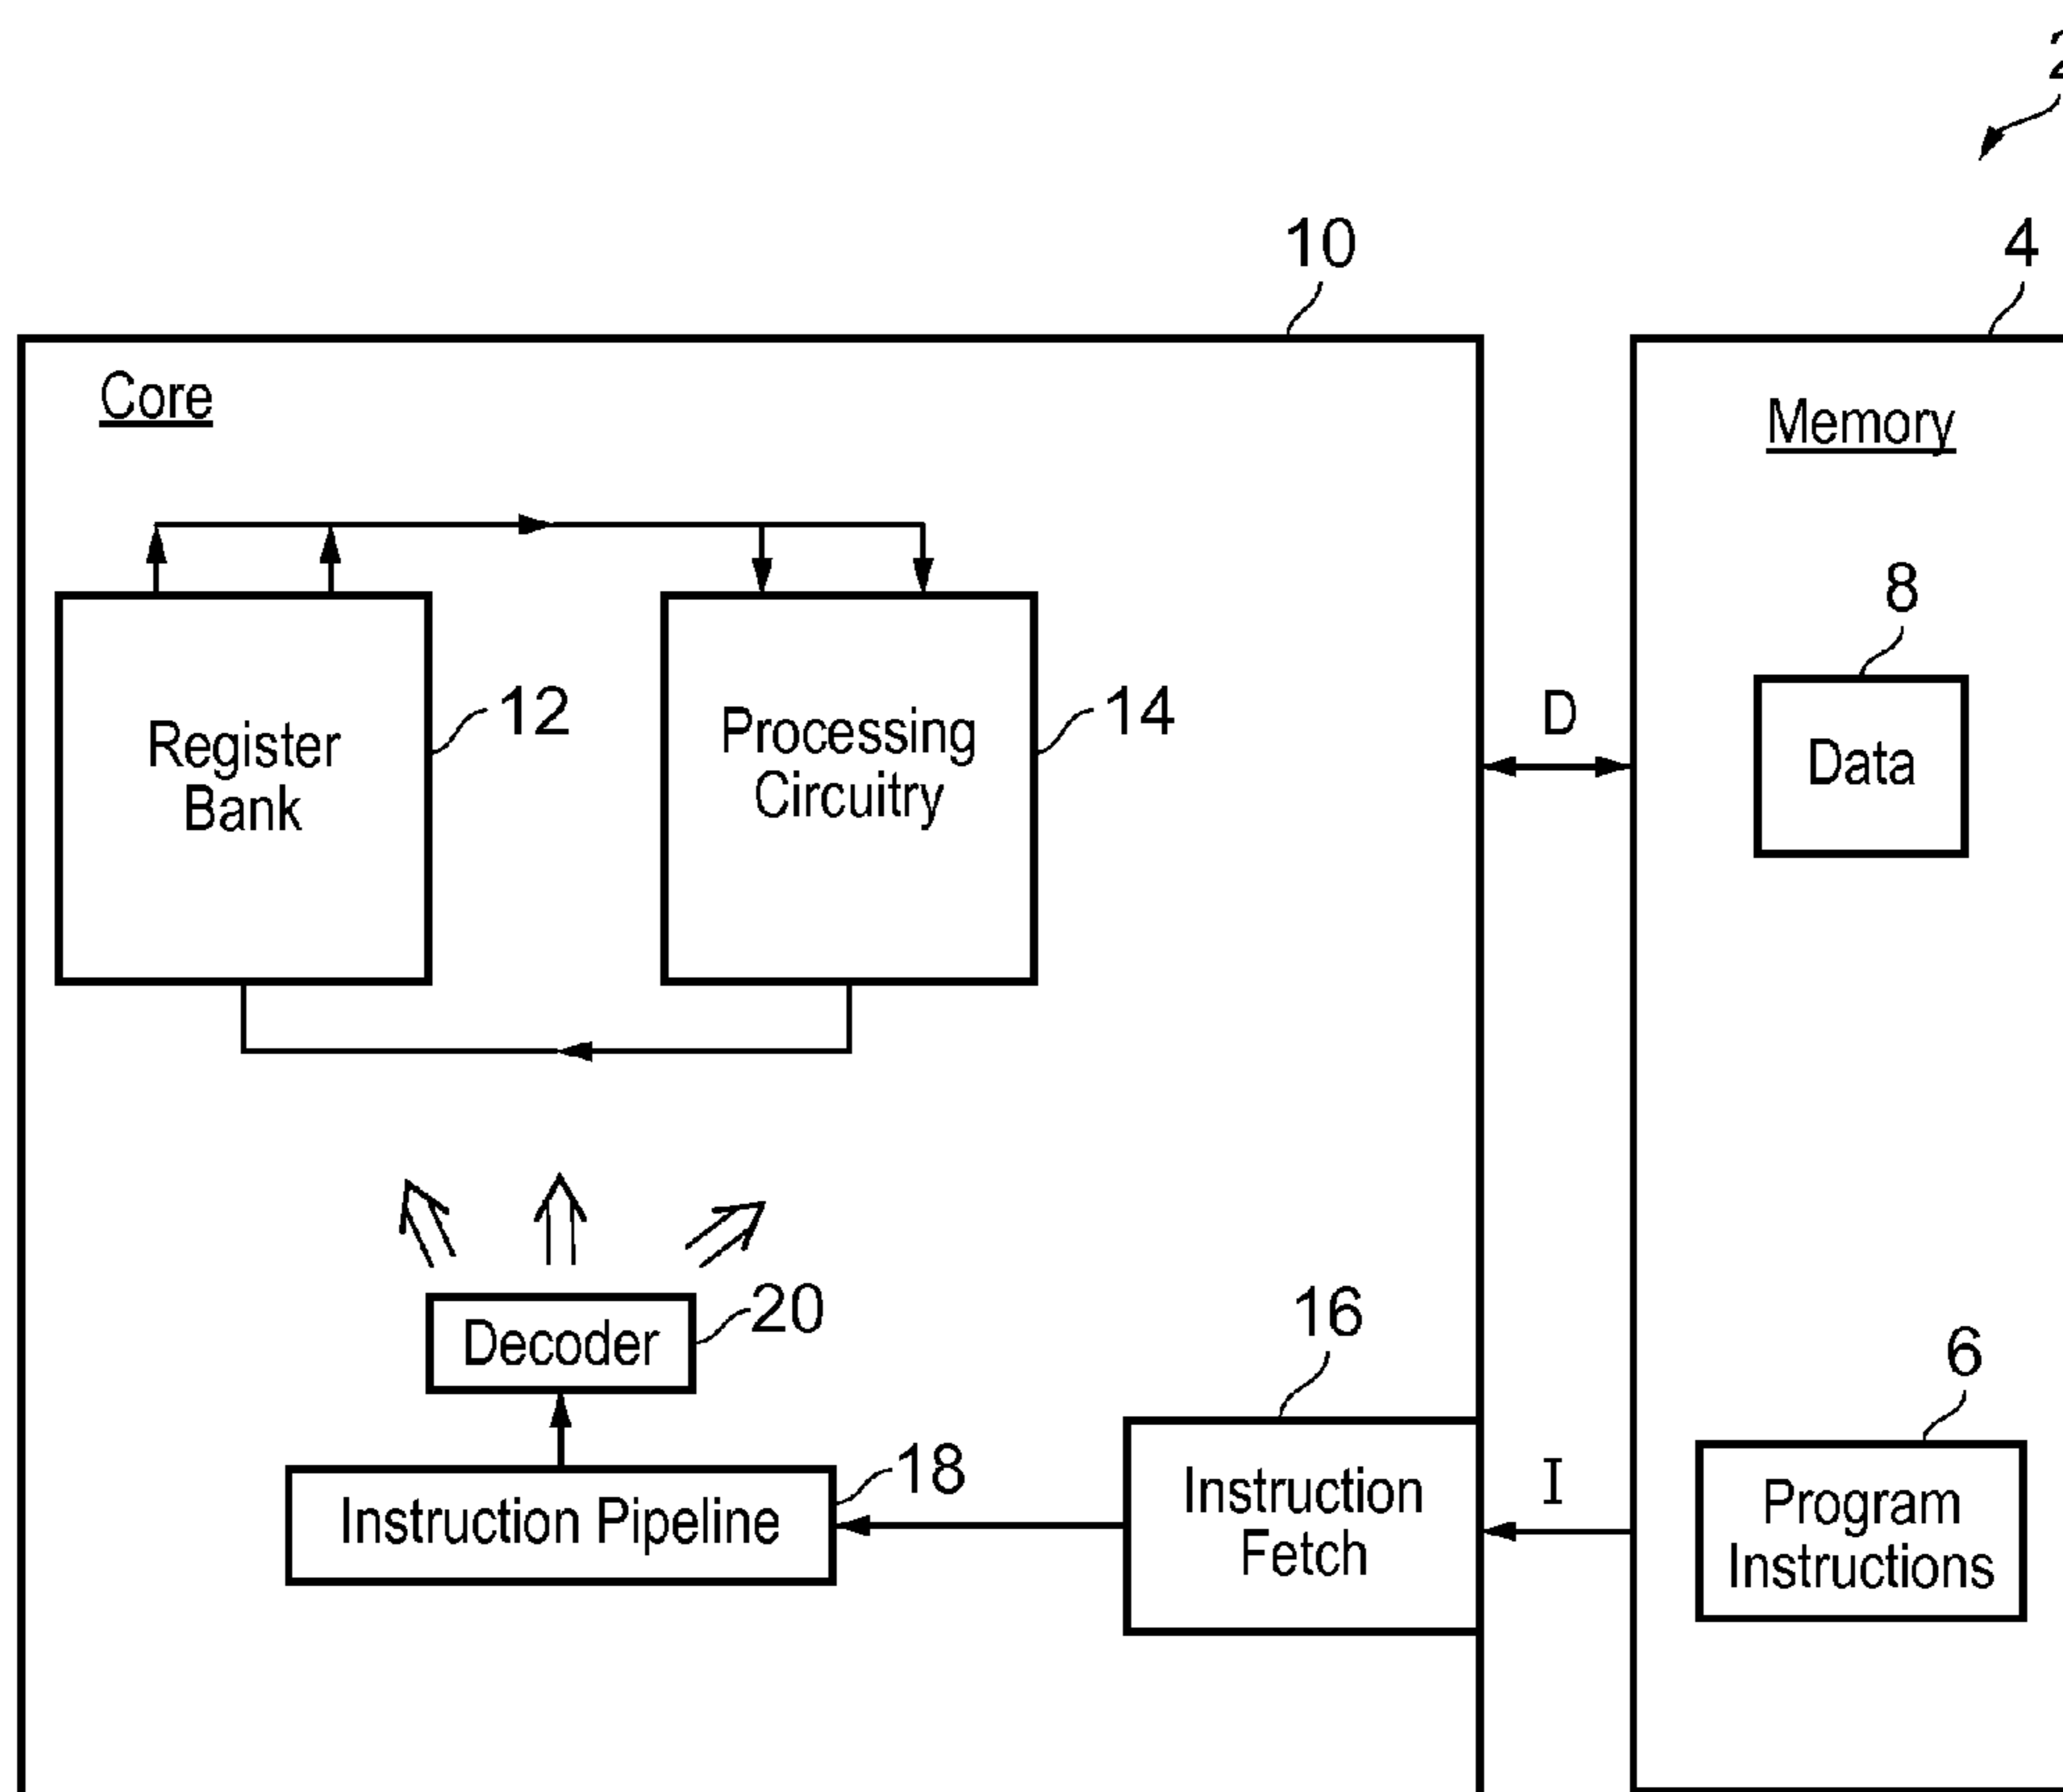 2
10
4
Core
Memory
8
12
14
D
Register
Bank
Processing
Circuitry
Data
20
16
6
Decoder
18
I
Instruction Pipeline
Instruction
Fetch
Program
Instructions